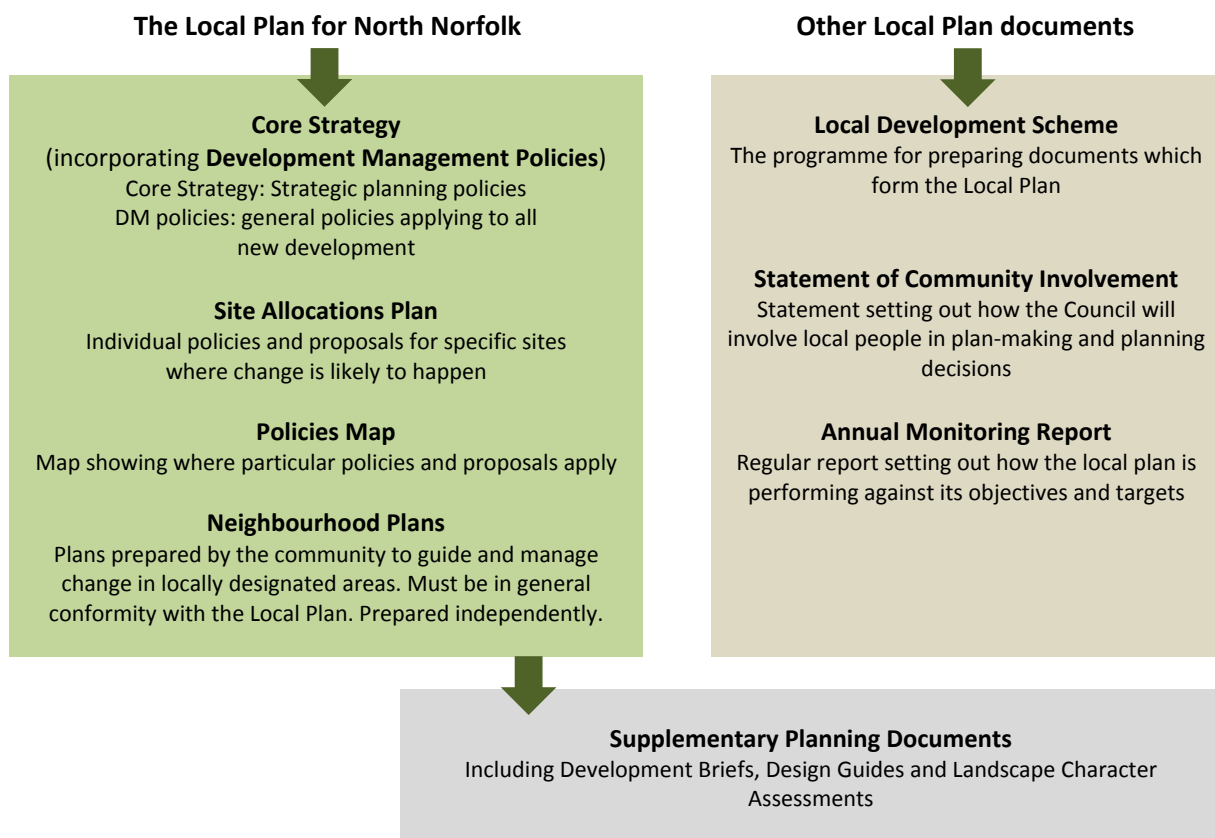 The Local Plan for North Norfolk
Core Strategy
(incorporating Development Management Policies)
Core Strategy: Strategic planning policies
DM policies: general policies applying to all
new development
Site Allocations Plan
Individual policies and proposals for specific sites
where change is likely to happen
Policies Map
Map showing where particular policies and proposals apply
Neighbourhood Plans
Plans prepared by the community to guide and manage
change in locally designated areas. Must be in general
conformity with the Local Plan. Prepared independently.
Other Local Plan documents
Local Development Scheme
The programme for preparing documents which
form the Local Plan
Statement of Community Involvement
Statement setting out how the Council will
involve local people in plan-making and planning
decisions
Annual Monitoring Report
Regular report setting out how the local plan is
performing against its objectives and targets
Supplementary Planning Documents
Including Development Briefs, Design Guides and Landscape Character
Assessments